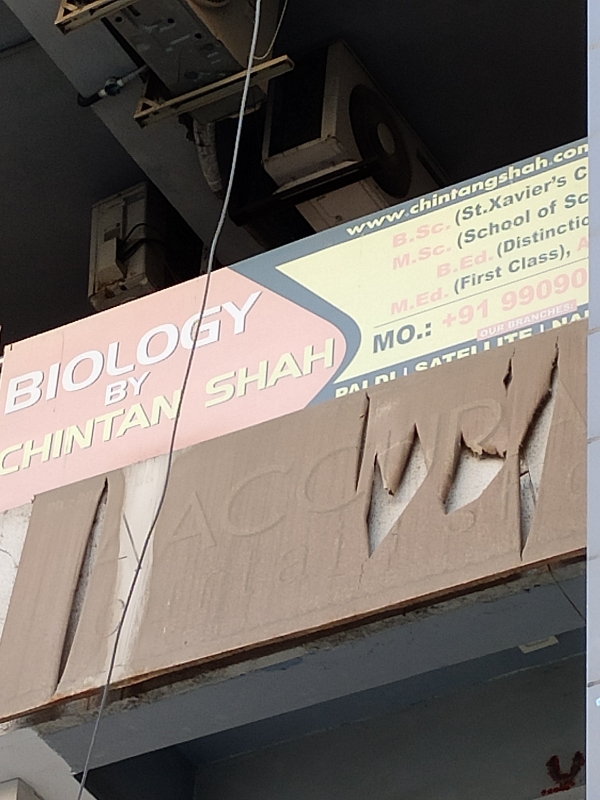 BIOLOGY
BY
CHINTAN SHAH
www.chintangshah.com
B.Sc. (St.Xavier's C
M.Sc. (School of Sc
B.Ed. (Distinctio
M.Ed. (First Class), A
MO.: +91 99090
OUR BRANCHES:
PALDI | SATELLITE | NA